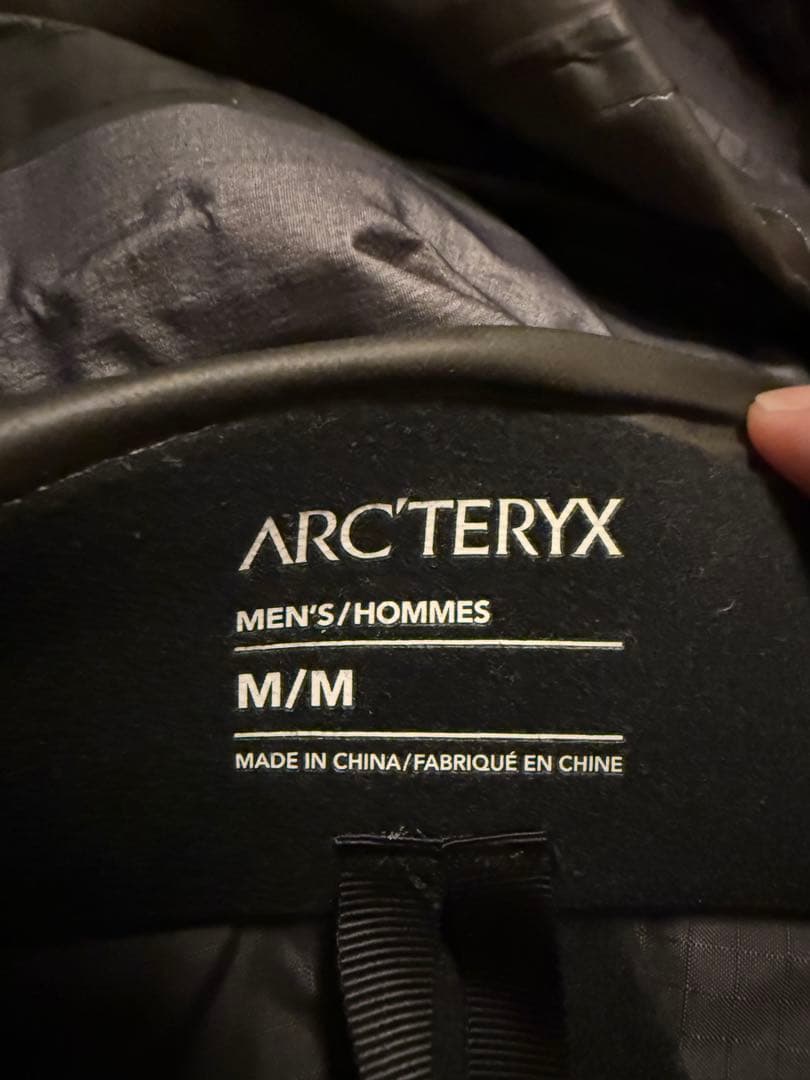 ARC'TERYX
MEN'S/HOMMES
M/M
MADE IN CHINA/FABRIQUÉ EN CHINE